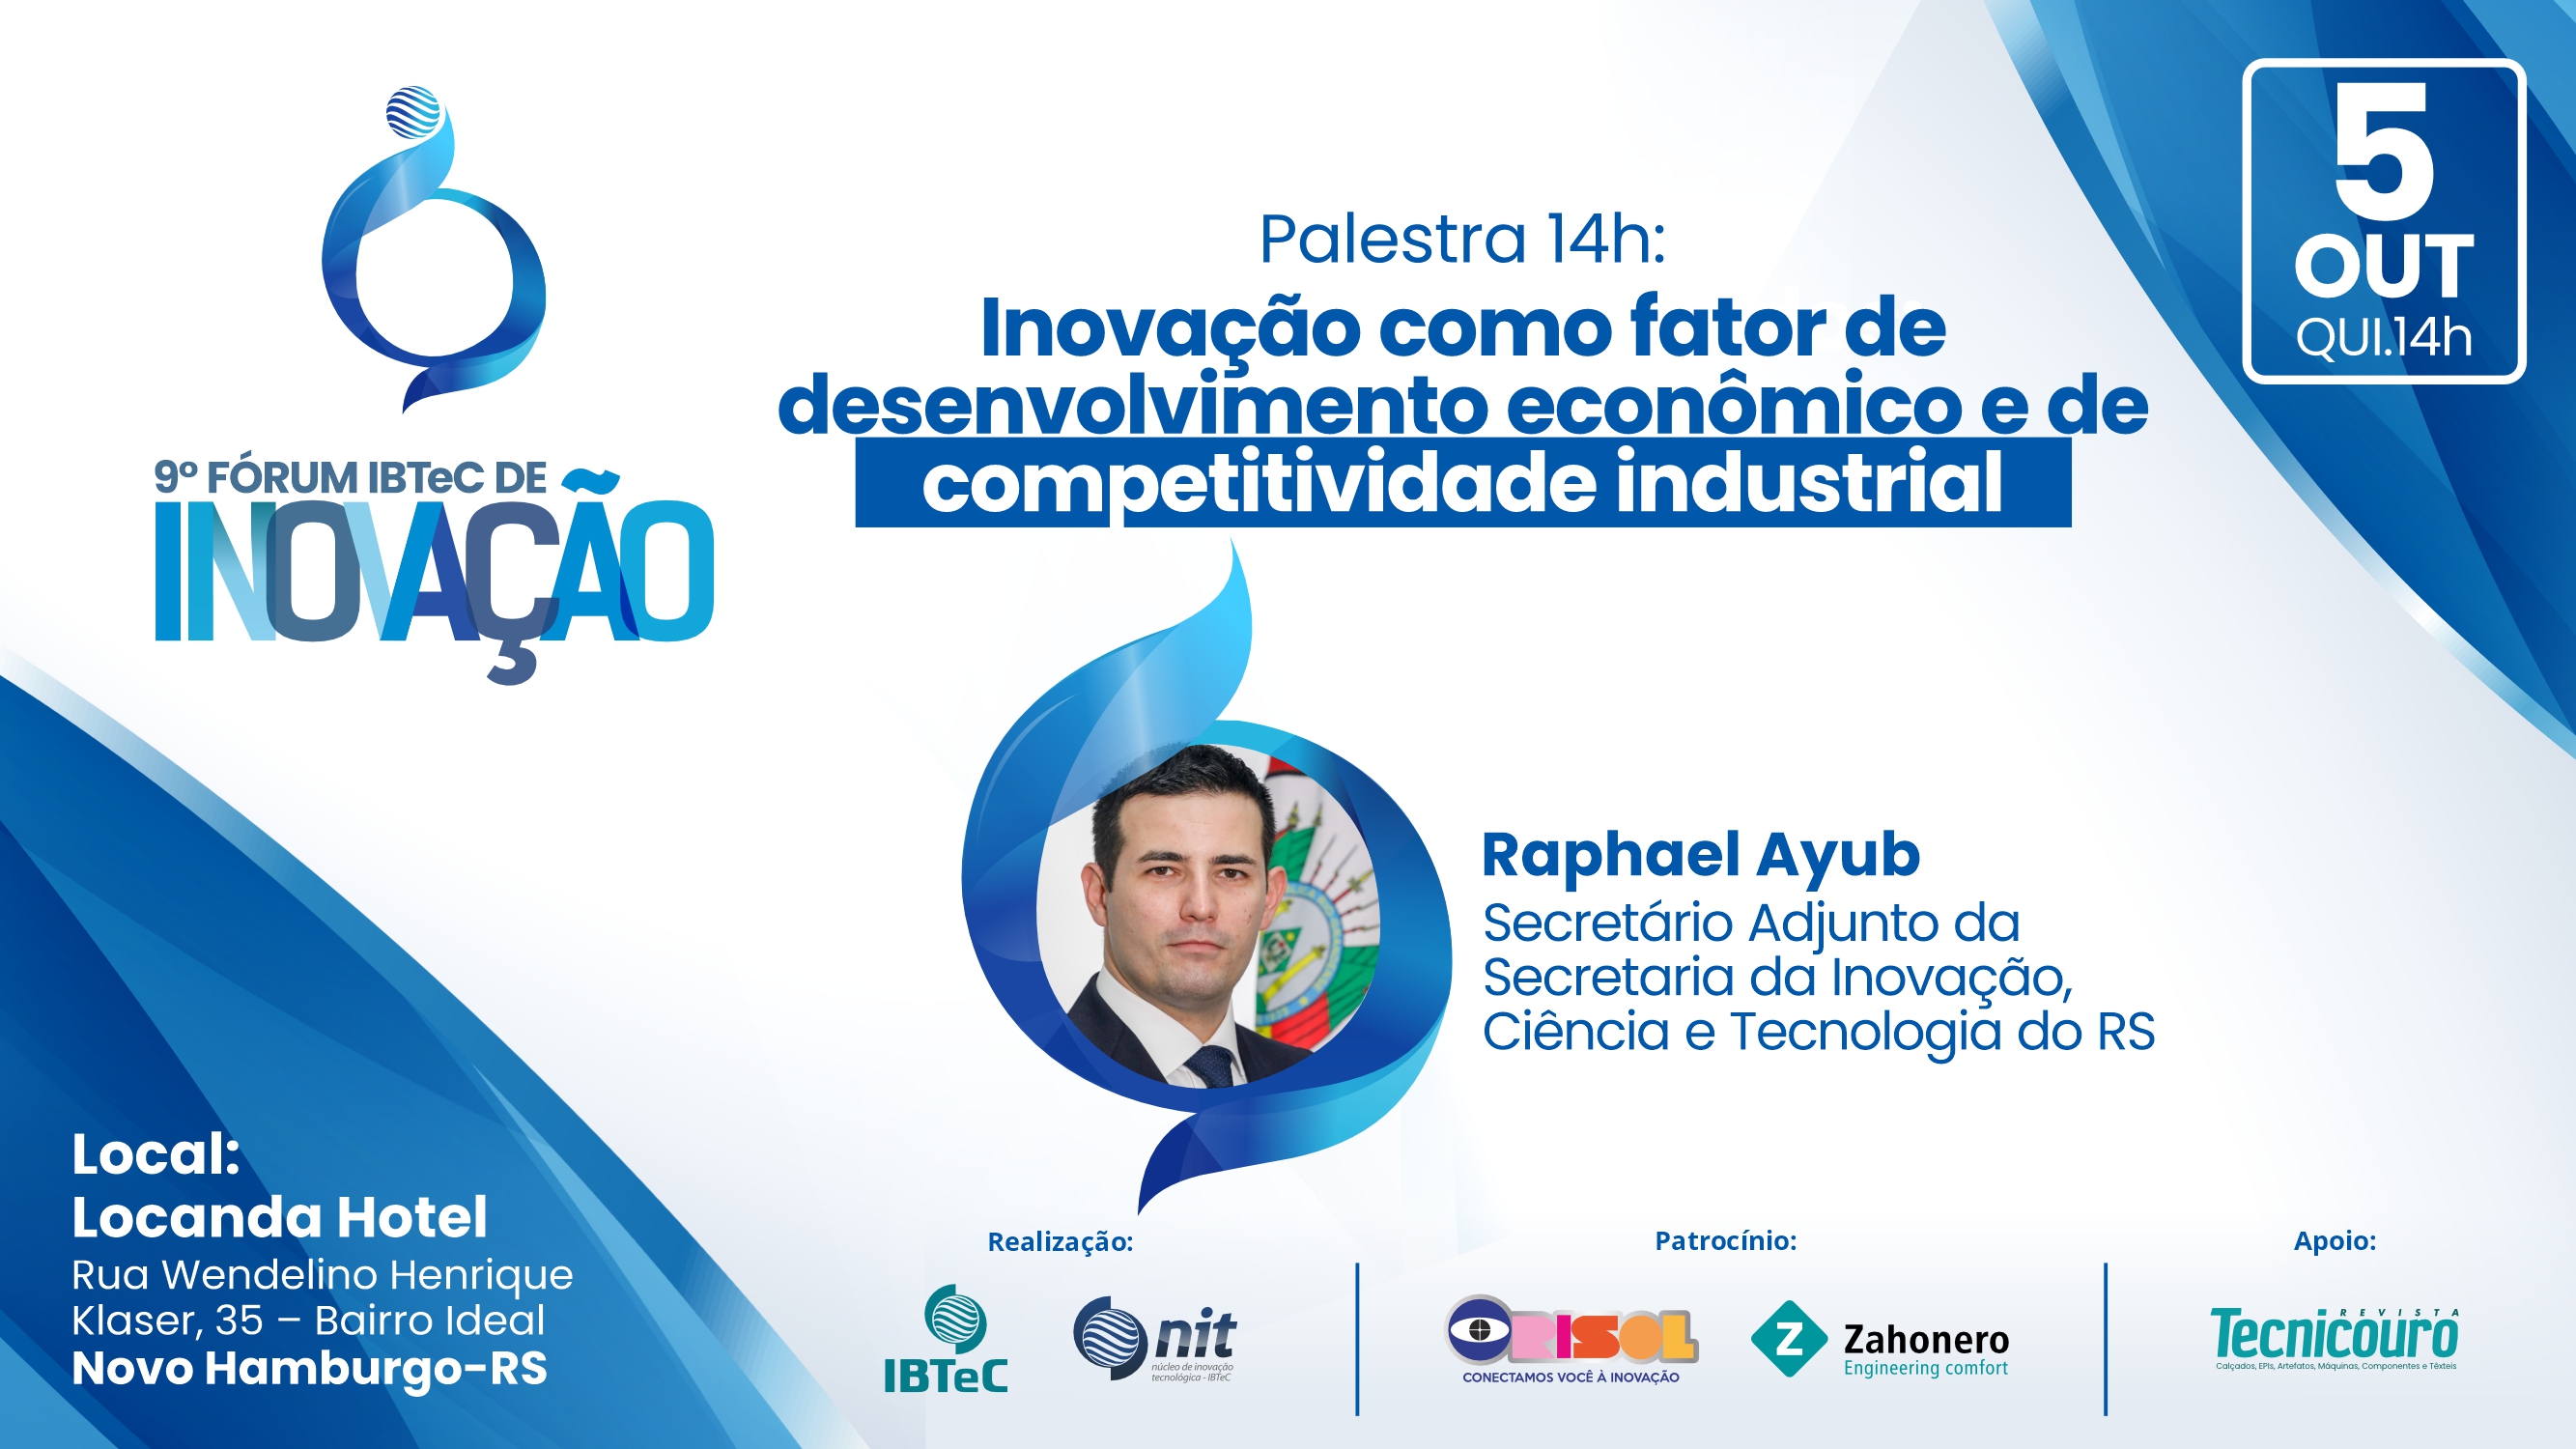 9º FÓRUM IBTeC DE
INOVAÇÃO
Palestra 14h:
Inovação como fator de
desenvolvimento econômico e de
competitividade industrial
5
OUT
QUI.14h
Raphael Ayub
Secretário Adjunto da
Secretaria da Inovação,
Ciência e Tecnologia do RS
Local:
Locanda Hotel
Rua Wendelino Henrique
Klaser, 35 – Bairro Ideal
Novo Hamburgo-RS
Realização:
IBTeC
nit
núcleo de inovação
tecnológica - IBTeC
Patrocínio:
ORISOL
CONECTAMOS VOCÊ À INOVAÇÃO
Z
Zahonero
Engineering comfort
Apoio:
REVISTA
Tecnicouro
Calçados, EPIs, Artefatos, Máquinas, Componentes e Têxteis